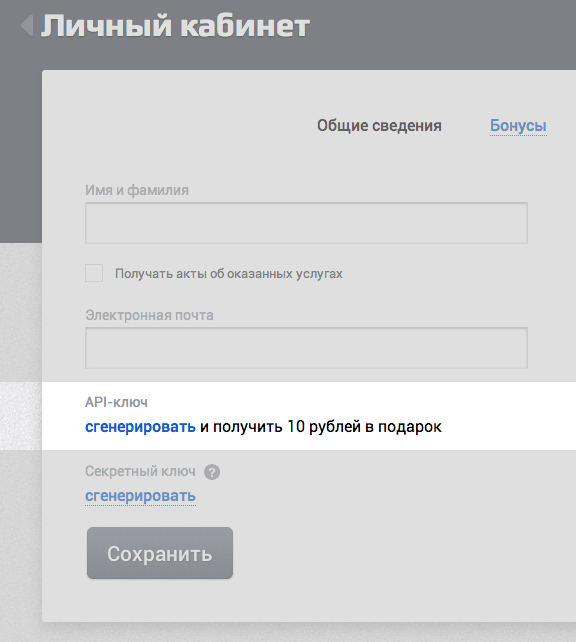 Личный кабинет
Общие сведения Бонусы
Имя и фамилия
Получать акты об оказанных услугах
Электронная почта
API-ключ
сгенерировать и получить 10 рублей в подарок
Секретный ключ ?
сгенерировать
Сохранить